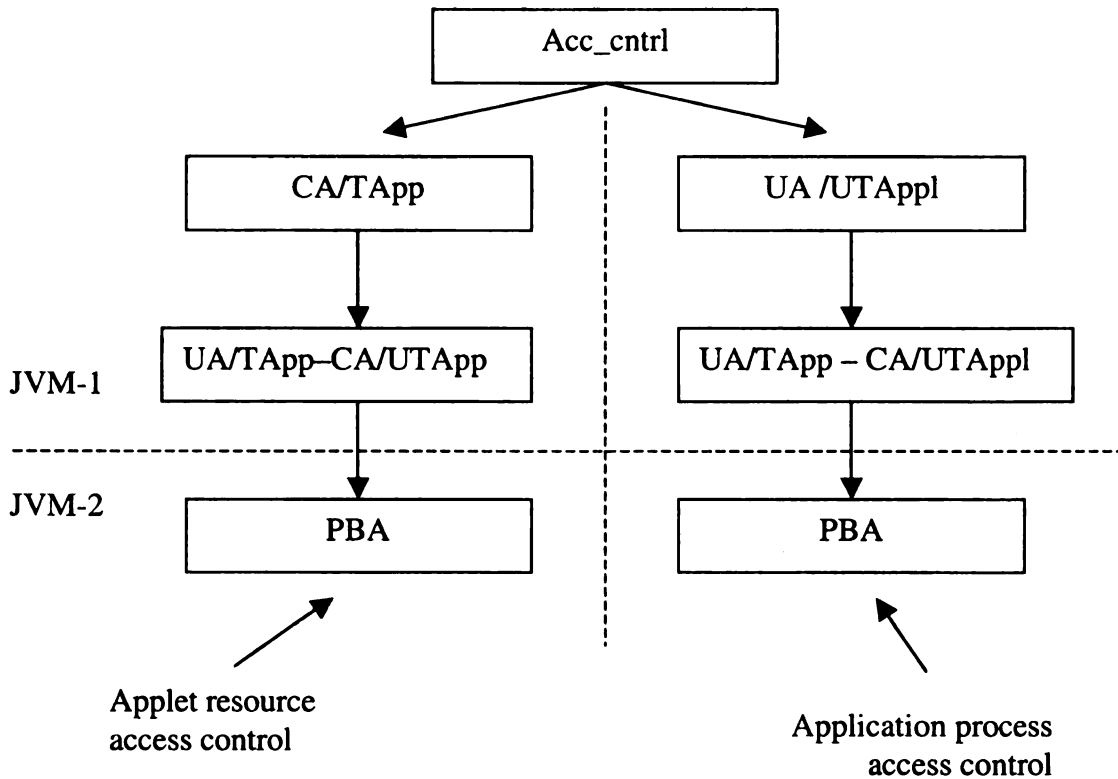 Acc_cntrl
CA/TApp
UA /UTAppl
UA/TApp–CA/UTApp
UA/TApp – CA/UTAppl
JVM-1
JVM-2
PBA
PBA
Applet resource
access control
Application process
access control